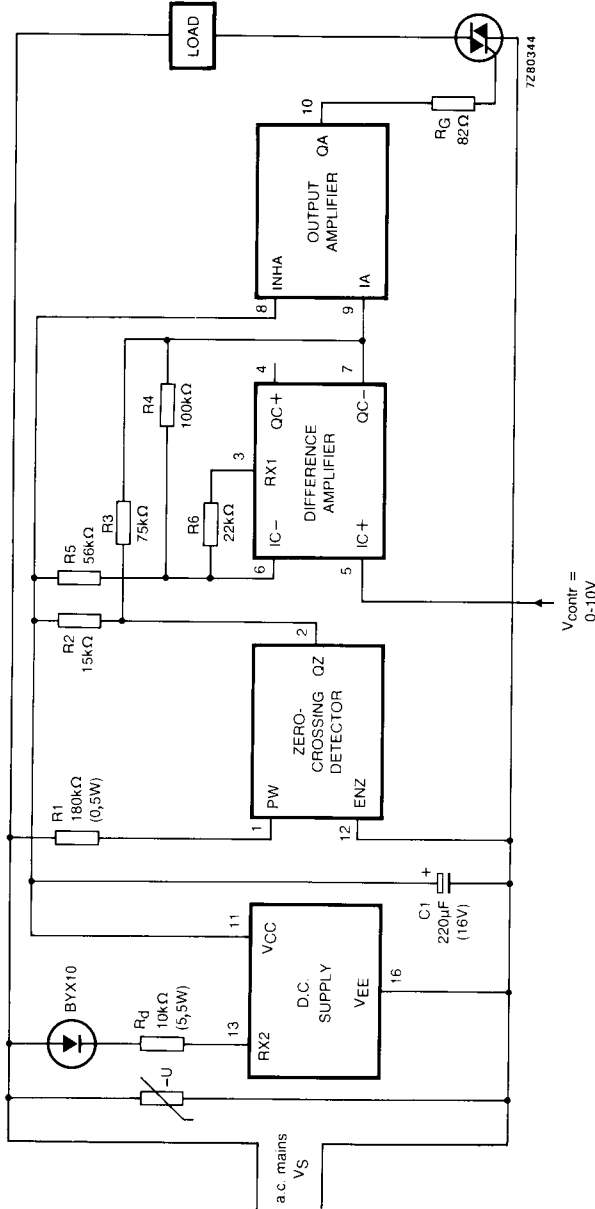 a.c. mains
VS
-U
BYX10
Rd
10kΩ
(5,5W)
13
RX2
11
VCC
D.C.
SUPPLY
VEE
16
C1
220µF
(16V)
+
R1
180kΩ
(0,5W)
1
PW
ZERO-
CROSSING
DETECTOR
QZ
2
ENZ
12
R2
15kΩ
R5
56kΩ
R3
75kΩ
R4
100kΩ
R6
22kΩ
6
IC-
3
RX1
4
QC+
DIFFERENCE
AMPLIFIER
IC+
5
QC-
7
Vcontr =
0-10V
8
INHA
OUTPUT
AMPLIFIER
IA
9
QA
10
RG
82Ω
LOAD
7Z80344